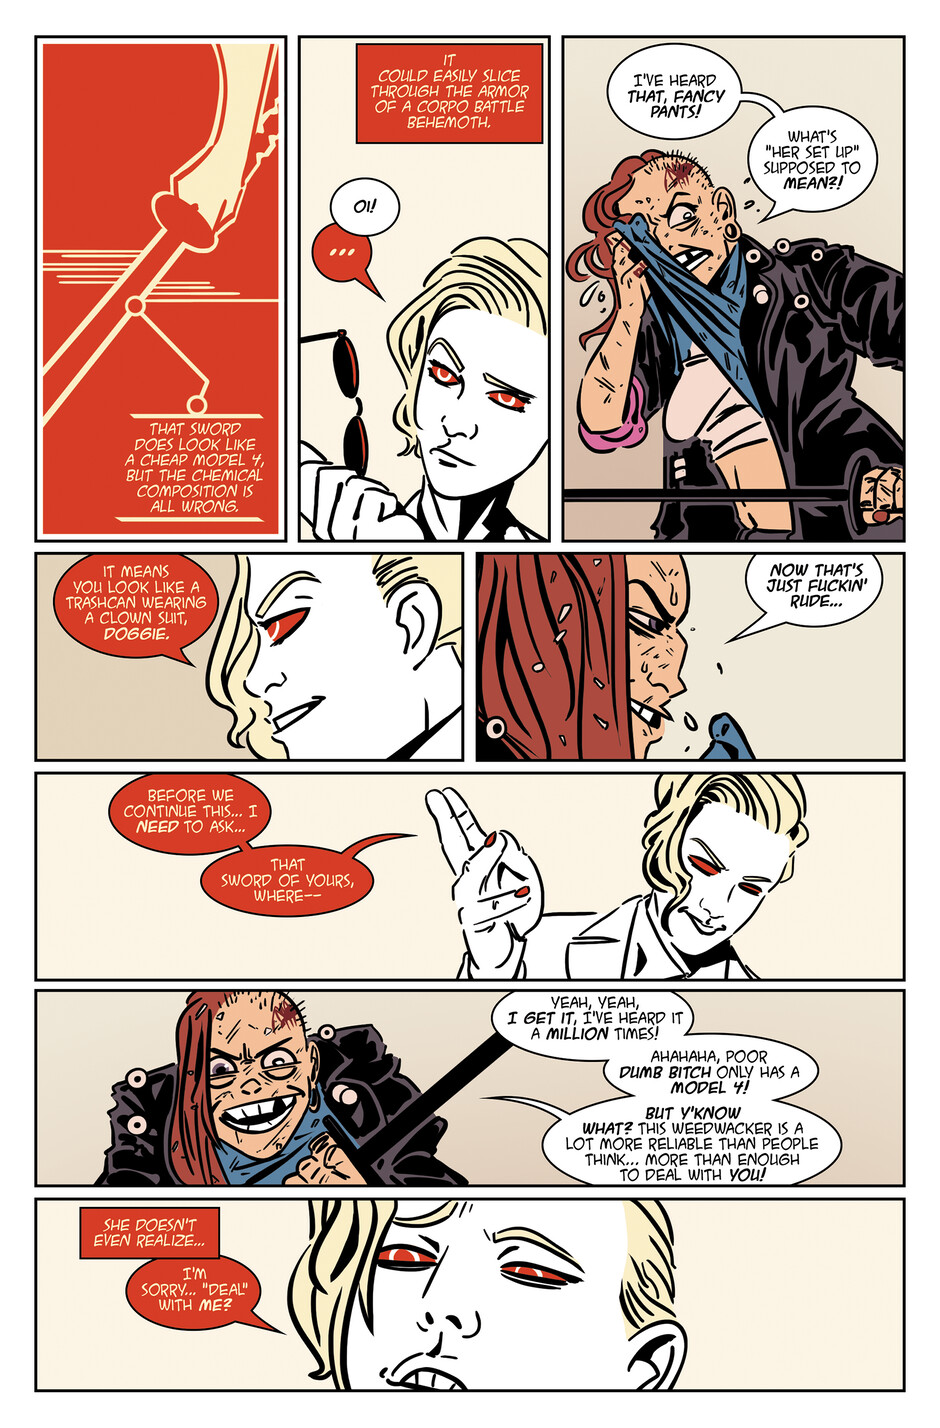 THAT SWORD
DOES LOOK LIKE
A CHEAP MODEL 4,
BUT THE CHEMICAL
COMPOSITION IS
ALL WRONG.
IT
COULD EASILY SLICE
THROUGH THE ARMOR
OF A CORPO BATTLE
BEHEMOTH.
OI!
...
I'VE HEARD
THAT, FANCY
PANTS!
WHAT'S
"HER SET UP"
SUPPOSED TO
MEAN?!
IT MEANS
YOU LOOK LIKE A
TRASHCAN WEARING
A CLOWN SUIT,
DOGGIE.
NOW THAT'S
JUST FUCKIN'
RUDE...
BEFORE WE
CONTINUE THIS... I
NEED TO ASK...
THAT
SWORD OF YOURS,
WHERE--
YEAH, YEAH,
I GET IT, I'VE HEARD IT
A MILLION TIMES!
AHAHAHA, POOR
DUMB BITCH ONLY HAS A
MODEL 4!
BUT Y'KNOW
WHAT? THIS WEEDWACKER IS A
LOT MORE RELIABLE THAN PEOPLE
THINK... MORE THAN ENOUGH
TO DEAL WITH YOU!
SHE DOESN'T
EVEN REALIZE...
I'M
SORRY... "DEAL"
WITH ME?